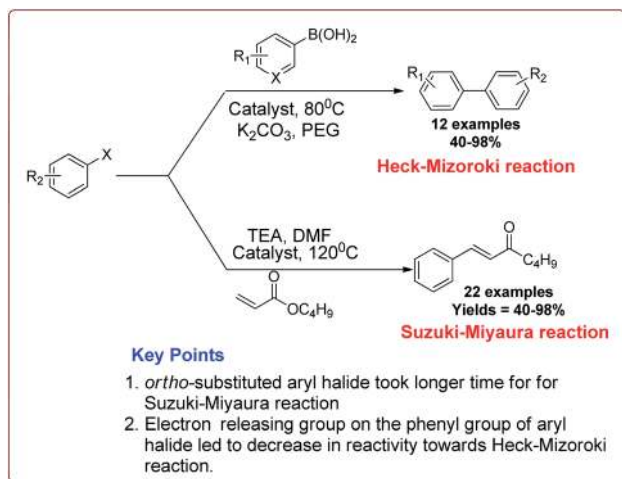 B(OH)2
R1
X
Catalyst, 80⁰C
K2CO3, PEG
R1
R2
12 examples
40-98%
Heck-Mizoroki reaction
X
R2
TEA, DMF
Catalyst, 120⁰C
O
OC4H9
O
C4H9
22 examples
Yields = 40-98%
Suzuki-Miyaura reaction
Key Points
1. ortho-substituted aryl halide took longer time for for
Suzuki-Miyaura reaction
2. Electron releasing group on the phenyl group of aryl
halide led to decrease in reactivity towards Heck-Mizoroki
reaction.